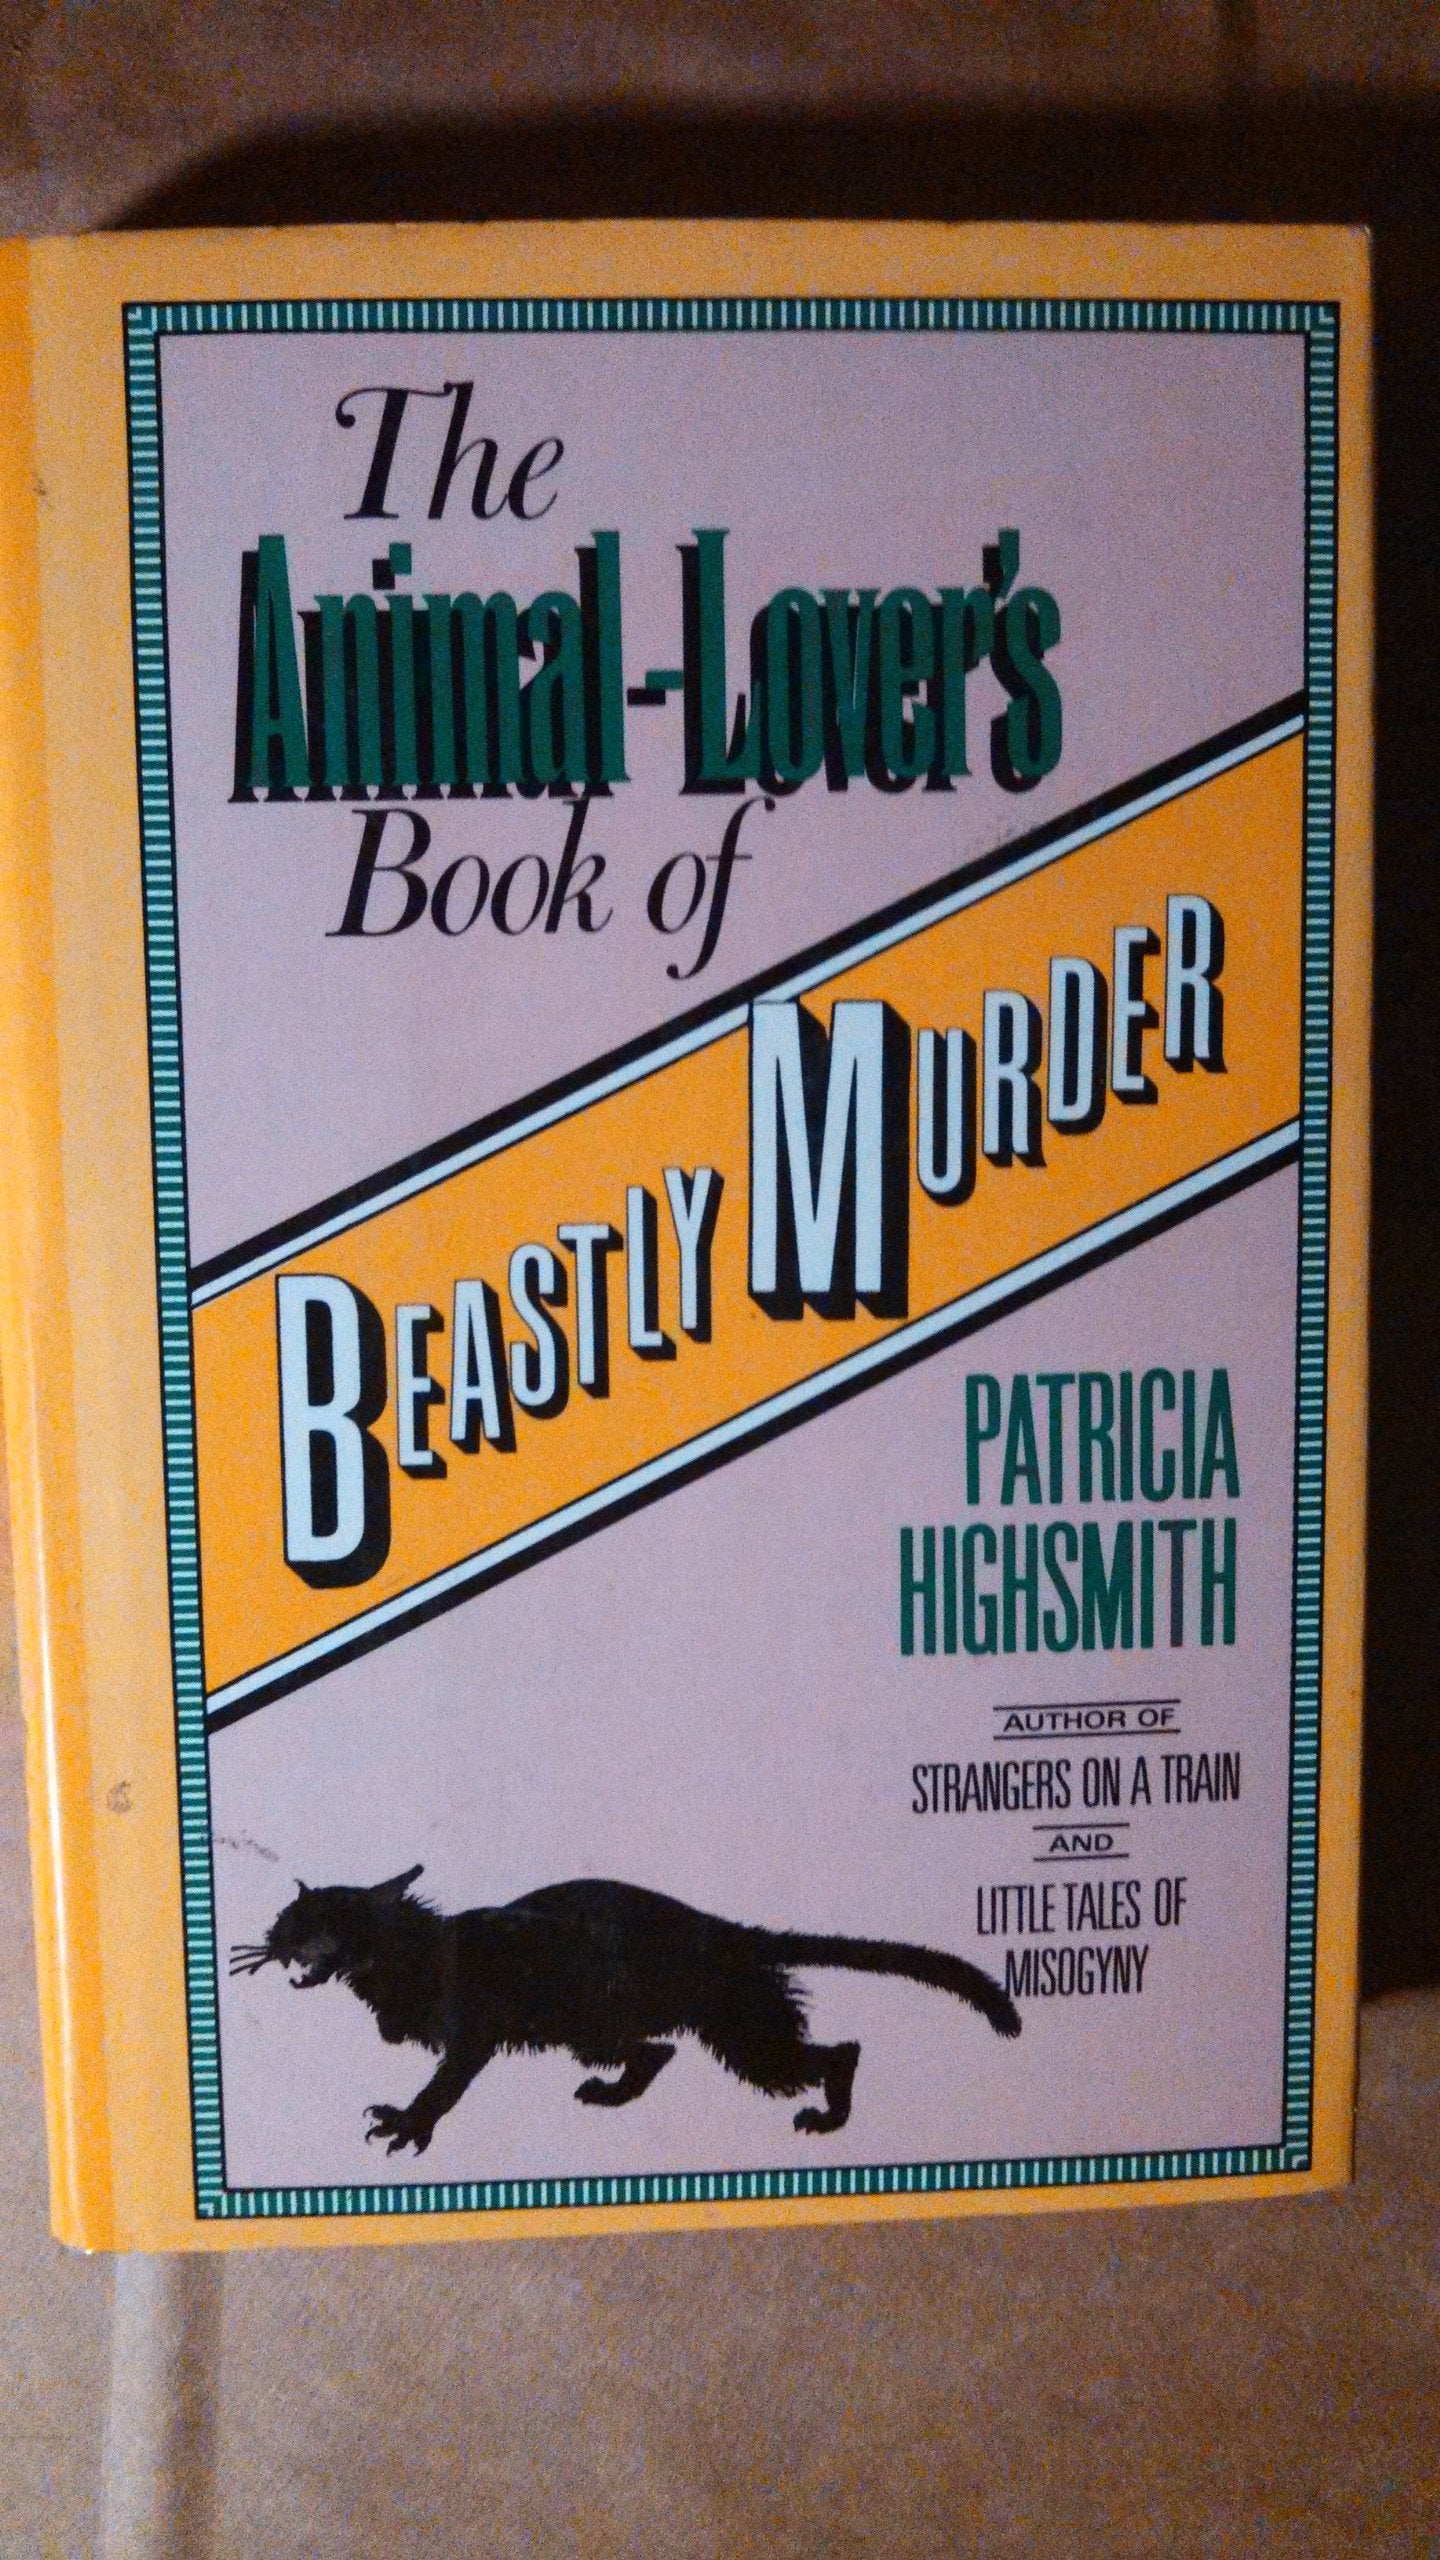 The
Animal-Lover's
Book of
BEASTLY MURDER
PATRICIA
HIGHSMITH
AUTHOR OF
STRANGERS ON A TRAIN
AND
LITTLE TALES OF
MISOGYNY